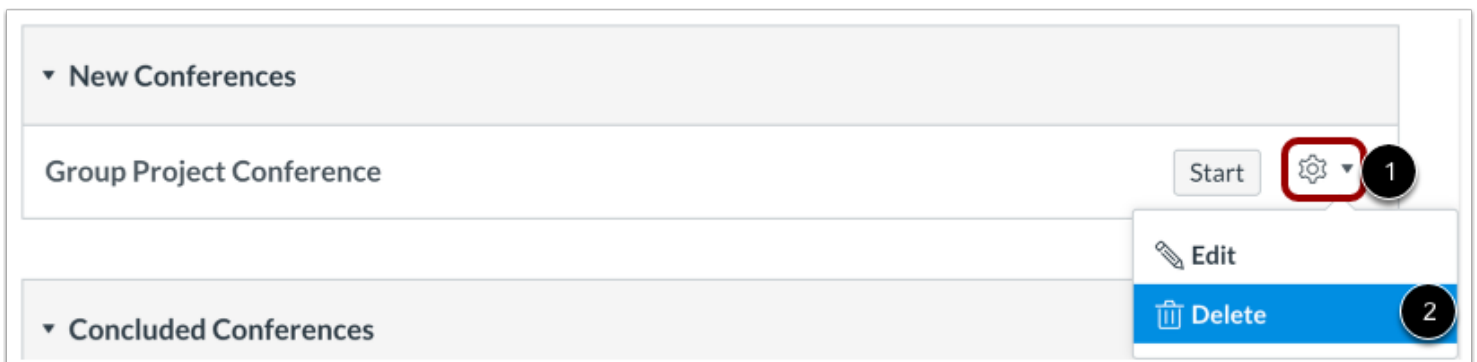 New Conferences
Group Project Conference
Start
1
Edit
Delete
2
Concluded Conferences